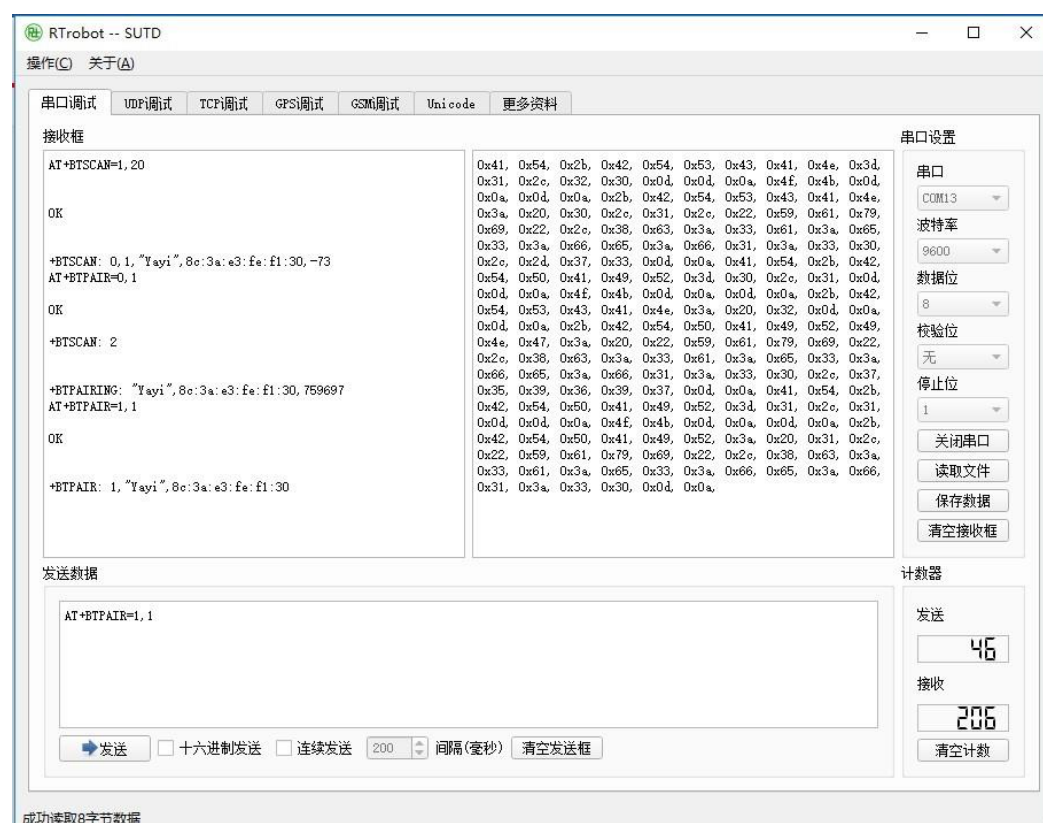 RTrobot -- SUTD
操作(C) 关于(A)
串口调试 UDP调试 TCP调试 GPS调试 GSM调试 Unicode 更多资料
接收框
AT+BTSCAN=1,20
OK
+BTSCAN: 0,1,"Yayi",8c:3a:e3:fe:f1:30,-73
AT+BTPAIR=0,1
OK
+BTSCAN: 2
+BTPAIRING: "Yayi",8c:3a:e3:fe:f1:30,759697
AT+BTPAIR=1,1
OK
+BTPAIR: 1,"Yayi",8c:3a:e3:fe:f1:30
0x41, 0x54, 0x2b, 0x42, 0x54, 0x53, 0x43, 0x41, 0x4e, 0x3d,
0x31, 0x2c, 0x32, 0x30, 0x0d, 0x0d, 0x0a, 0x4f, 0x4b, 0x0d,
0x0a, 0x0d, 0x0a, 0x2b, 0x42, 0x54, 0x53, 0x43, 0x41, 0x4e,
0x3a, 0x20, 0x30, 0x2c, 0x31, 0x2c, 0x22, 0x59, 0x61, 0x79,
0x69, 0x22, 0x2c, 0x38, 0x63, 0x3a, 0x33, 0x61, 0x3a, 0x65,
0x33, 0x3a, 0x66, 0x65, 0x3a, 0x66, 0x31, 0x3a, 0x33, 0x30,
0x2c, 0x2d, 0x37, 0x33, 0x0d, 0x0a, 0x41, 0x54, 0x2b, 0x42,
0x54, 0x50, 0x41, 0x49, 0x52, 0x3d, 0x30, 0x2c, 0x31, 0x0d,
0x0d, 0x0a, 0x4f, 0x4b, 0x0d, 0x0a, 0x0d, 0x0a, 0x2b, 0x42,
0x54, 0x53, 0x43, 0x41, 0x4e, 0x3a, 0x20, 0x32, 0x0d, 0x0a,
0x0d, 0x0a, 0x2b, 0x42, 0x54, 0x50, 0x41, 0x49, 0x52, 0x49,
0x4e, 0x47, 0x3a, 0x20, 0x22, 0x59, 0x61, 0x79, 0x69, 0x22,
0x2c, 0x38, 0x63, 0x3a, 0x33, 0x61, 0x3a, 0x65, 0x33, 0x3a,
0x66, 0x65, 0x3a, 0x66, 0x31, 0x3a, 0x33, 0x30, 0x2c, 0x37,
0x35, 0x39, 0x36, 0x39, 0x37, 0x0d, 0x0a, 0x41, 0x54, 0x2b,
0x42, 0x54, 0x50, 0x41, 0x49, 0x52, 0x3d, 0x31, 0x2c, 0x31,
0x0d, 0x0d, 0x0a, 0x4f, 0x4b, 0x0d, 0x0a, 0x0d, 0x0a, 0x2b,
0x42, 0x54, 0x50, 0x41, 0x49, 0x52, 0x3a, 0x20, 0x31, 0x2c,
0x22, 0x59, 0x61, 0x79, 0x69, 0x22, 0x2c, 0x38, 0x63, 0x3a,
0x33, 0x61, 0x3a, 0x65, 0x33, 0x3a, 0x66, 0x65, 0x3a, 0x66,
0x31, 0x3a, 0x33, 0x30, 0x0d, 0x0a,
串口设置
串口
COM13
波特率
9600
数据位
8
校验位
无
停止位
1
关闭串口
读取文件
保存数据
清空接收框
发送数据
AT+BTPAIR=1,1
发送 十六进制发送 连续发送 200 间隔(毫秒) 清空发送框
计数器
发送
46
接收
206
清空计数
成功读取8字节数据